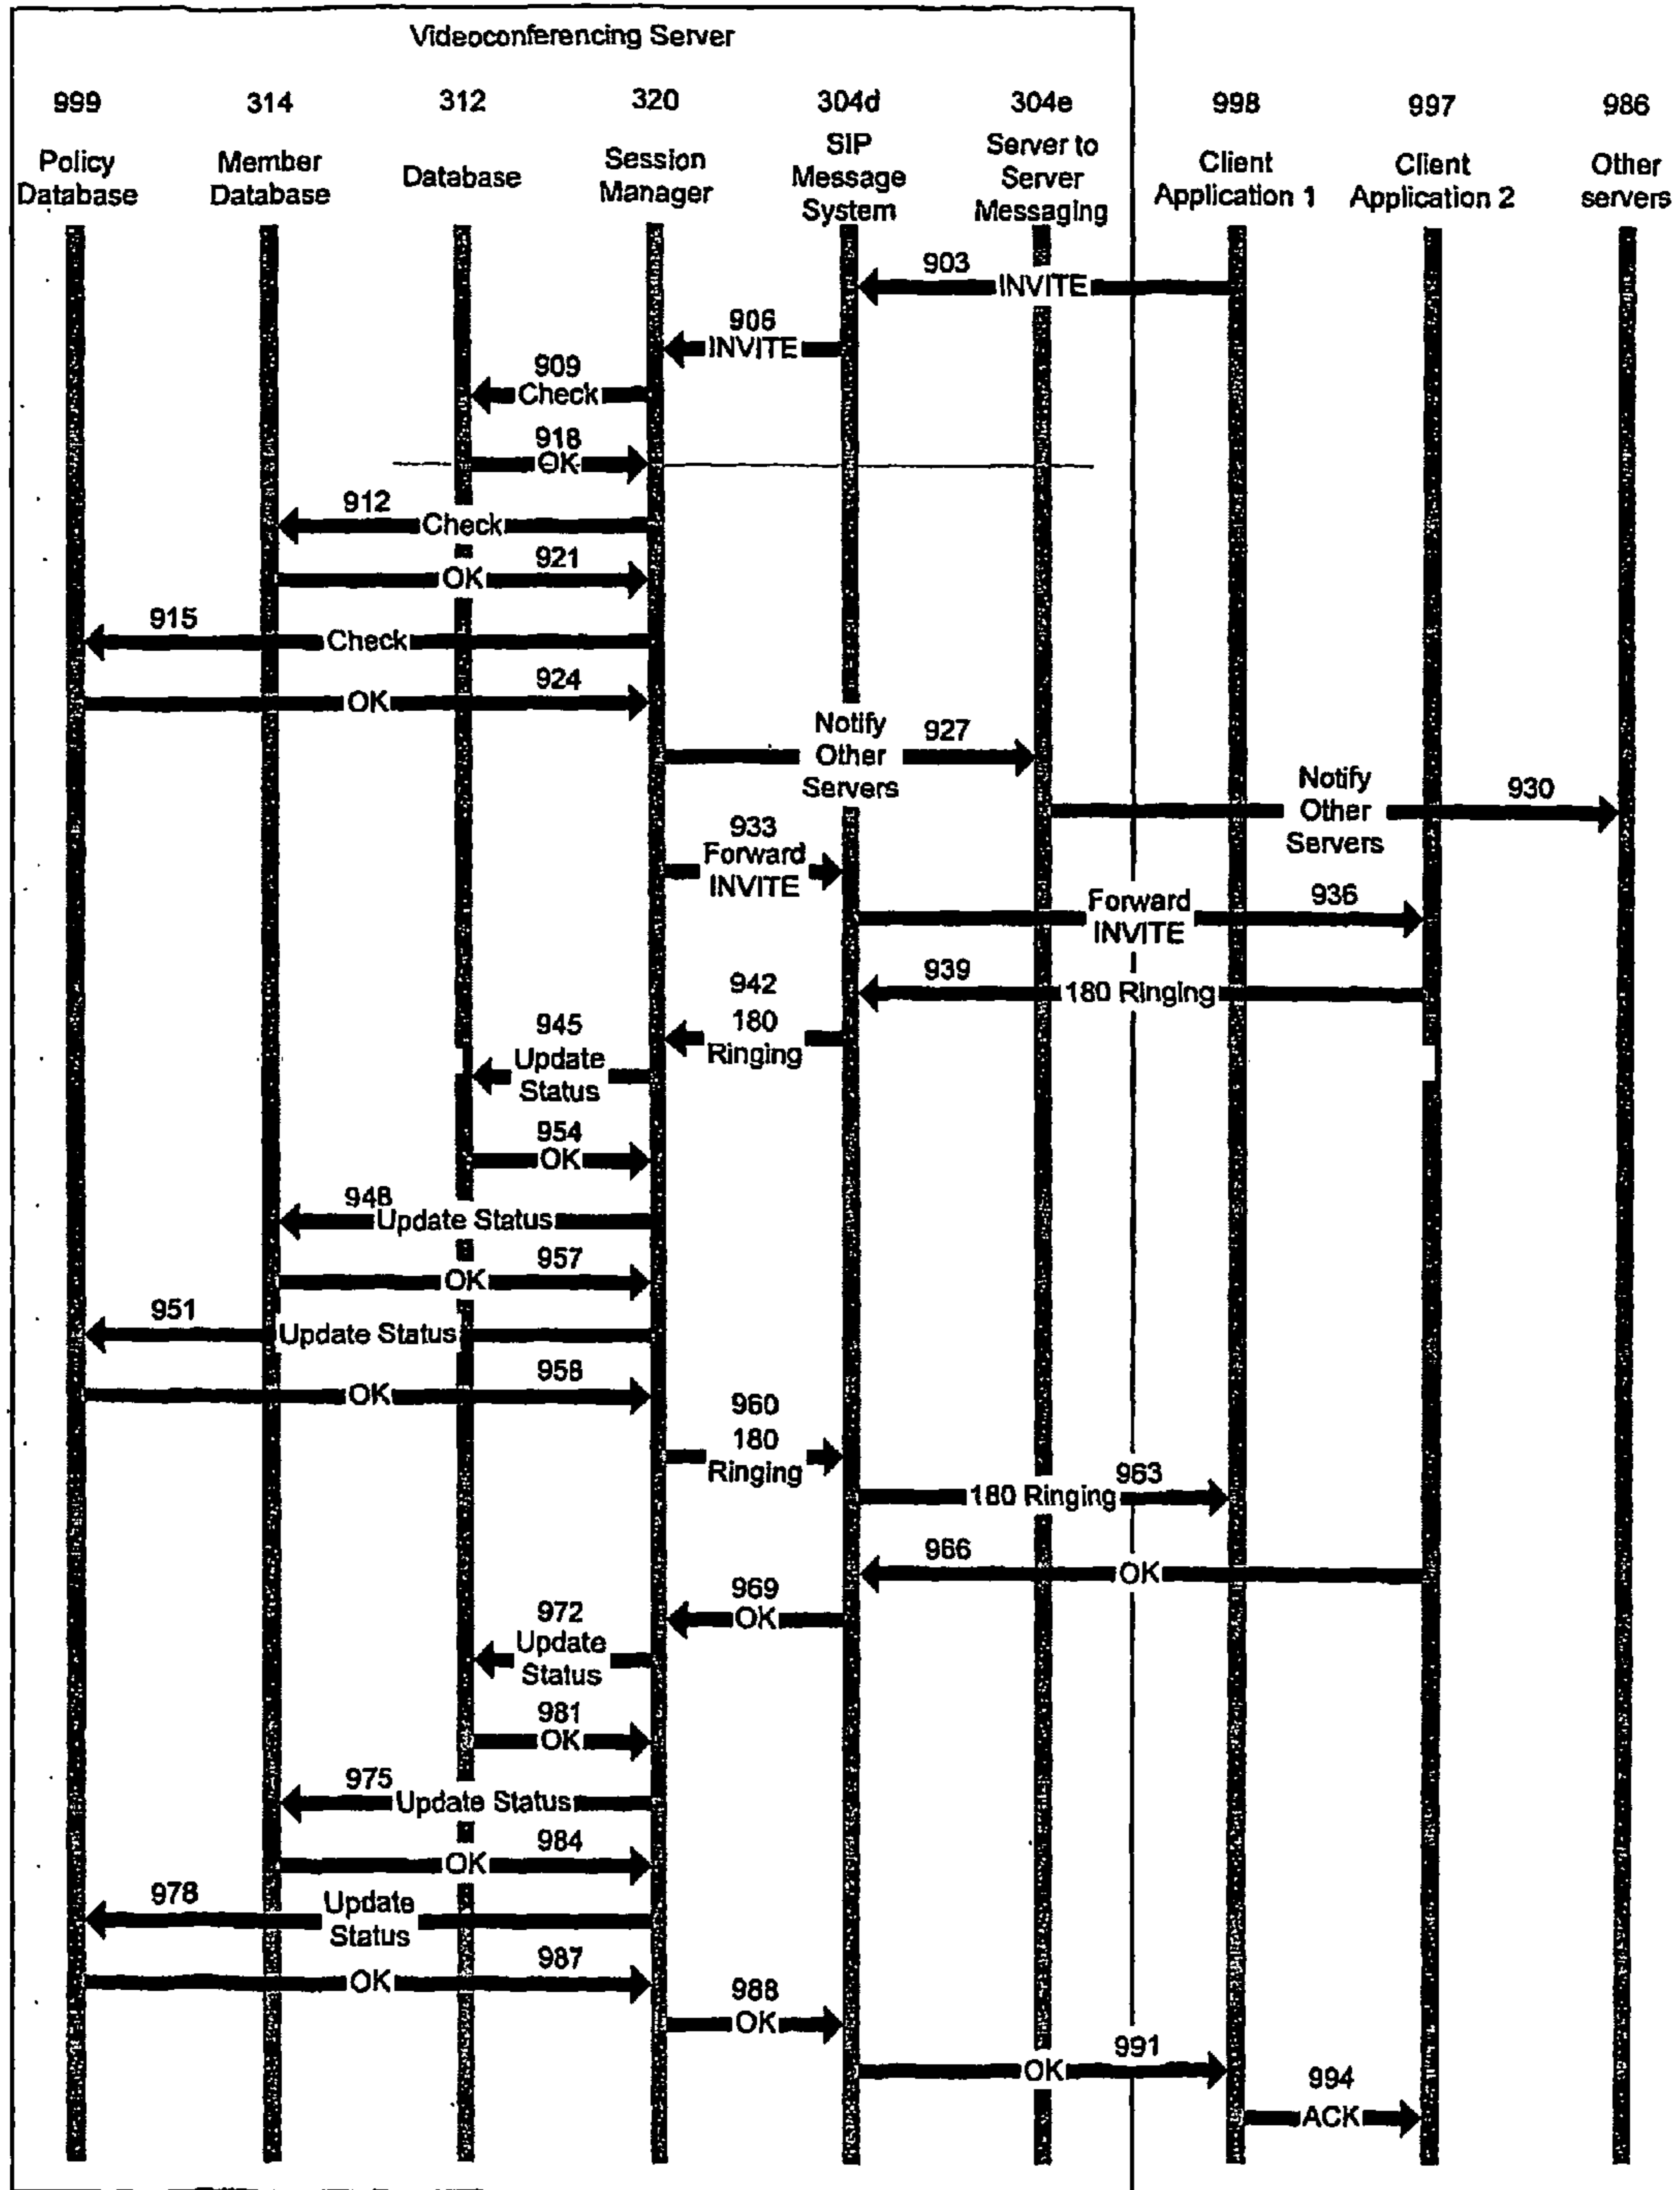 Videoconferencing Server
999 314 312 320 304d 304e 998 997 986
Policy Database
Member Database
Database
Session Manager
SIP Message System
Server to Server Messaging
Client Application 1
Client Application 2
Other servers
903
INVITE
906
INVITE
909
Check
918
OK
912
Check
921
OK
915
Check
924
OK
927
Notify
Other
Servers
930
Notify
Other
Servers
933
Forward
INVITE
936
Forward
INVITE
939
180 Ringing
942
180
Ringing
945
Update
Status
954
OK
948
Update Status
957
OK
951
Update Status
958
OK
960
180
Ringing
963
180 Ringing
966
OK
969
OK
972
Update
Status
981
OK
975
Update Status
984
OK
978
Update
Status
987
OK
988
OK
991
OK
994
ACK